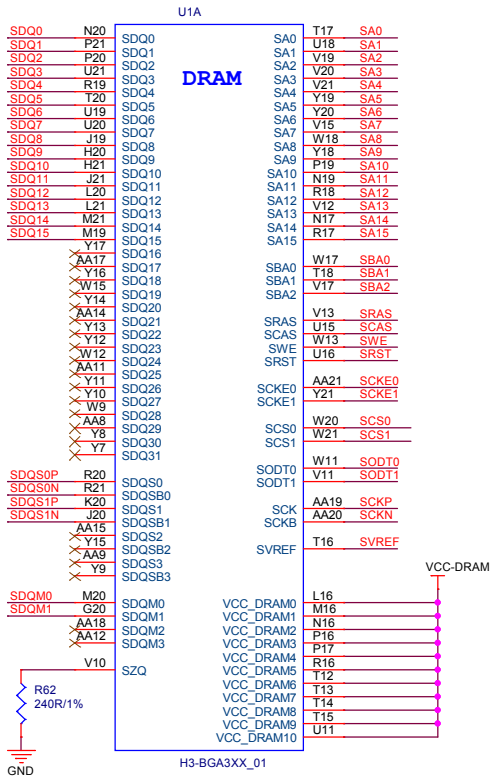 U1A
SDQ0 N20 SDQ0 SA0 T17 SA0
SDQ1 P21 SDQ1 SA1 U18 SA1
SDQ2 P20 SDQ2 SA2 V19 SA2
SDQ3 U21 SDQ3 DRAM SA3 V20 SA3
SDQ4 R19 SDQ4 SA4 V21 SA4
SDQ5 T20 SDQ5 SA5 Y19 SA5
SDQ6 U19 SDQ6 SA6 Y20 SA6
SDQ7 U20 SDQ7 SA7 V15 SA7
SDQ8 J19 SDQ8 SA8 W18 SA8
SDQ9 H20 SDQ9 SA9 Y18 SA9
SDQ10 H21 SDQ10 SA10 P19 SA10
SDQ11 J21 SDQ11 SA11 N19 SA11
SDQ12 L20 SDQ12 SA12 R18 SA12
SDQ13 L21 SDQ13 SA13 V12 SA13
SDQ14 M21 SDQ14 SA14 N17 SA14
SDQ15 M19 SDQ15 SA15 R17 SA15
Y17 SDQ16
AA17 SDQ17 SBA0 W17 SBA0
Y16 SDQ18 SBA1 T18 SBA1
W15 SDQ19 SBA2 V17 SBA2
Y14 SDQ20
AA14 SDQ21 SRAS V13 SRAS
Y13 SDQ22 SCAS U15 SCAS
Y12 SDQ23 SWE W13 SWE
W12 SDQ24 SRST U16 SRST
AA11 SDQ25
Y11 SDQ26 SCKE0 AA21 SCKE0
Y10 SDQ27 SCKE1 Y21 SCKE1
W9 SDQ28
AA8 SDQ29 SCS0 W20 SCS0
Y8 SDQ30 SCS1 W21 SCS1
Y7 SDQ31
SODT0 W11 SODT0
SDQS0P R20 SDQS0 SODT1 V11 SODT1
SDQS0N R21 SDQSB0
SDQS1P K20 SDQS1 SCK AA19 SCKP
SDQS1N J20 SDQSB1 SCKB AA20 SCKN
AA15 SDQS2
Y15 SDQSB2 SVREF T16 SVREF
AA9 SDQS3
Y9 SDQSB3
VCC-DRAM
SDQM0 M20 SDQM0 VCC_DRAM0 L16
SDQM1 G20 SDQM1 VCC_DRAM1 M16
AA18 SDQM2 VCC_DRAM2 N16
AA12 SDQM3 VCC_DRAM3 P16
VCC_DRAM4 P17
V10 SZQ VCC_DRAM5 R16
VCC_DRAM6 T12
R62 VCC_DRAM7 T13
240R/1% VCC_DRAM8 T14
VCC_DRAM9 T15
VCC_DRAM10 U11
GND
H3-BGA3XX_01